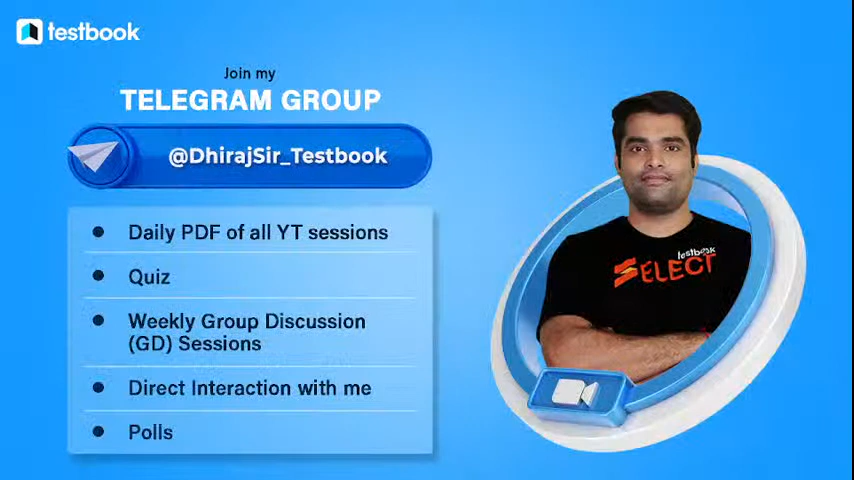 testbook
Join my
TELEGRAM GROUP
@DhirajSir_Testbook
Daily PDF of all YT sessions
Quiz
Weekly Group Discussion
(GD) Sessions
Direct Interaction with me
Polls
testbook
SELECT